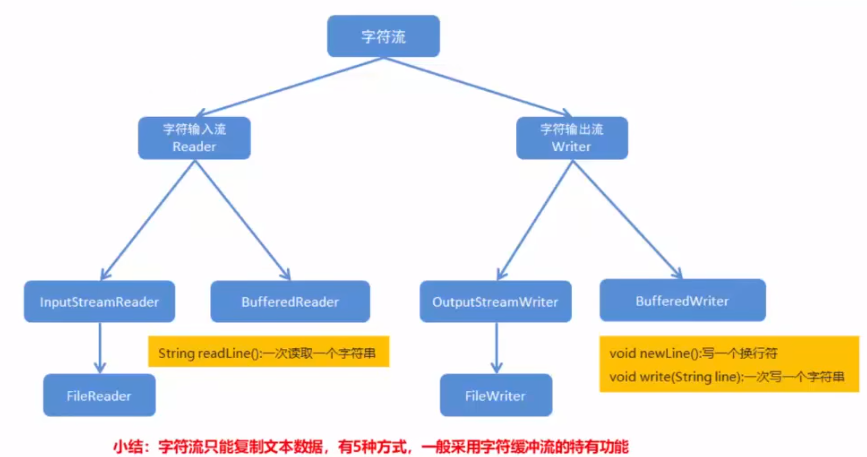 字符流
字符输入流
Reader
字符输出流
Writer
InputStreamReader
BufferedReader
OutputStreamWriter
BufferedWriter
String readLine():一次读取一个字符串
void newLine():写一个换行符
void write(String line):一次写一个字符串
FileReader
FileWriter
小结：字符流只能复制文本数据，有5种方式，一般采用字符缓冲流的特有功能